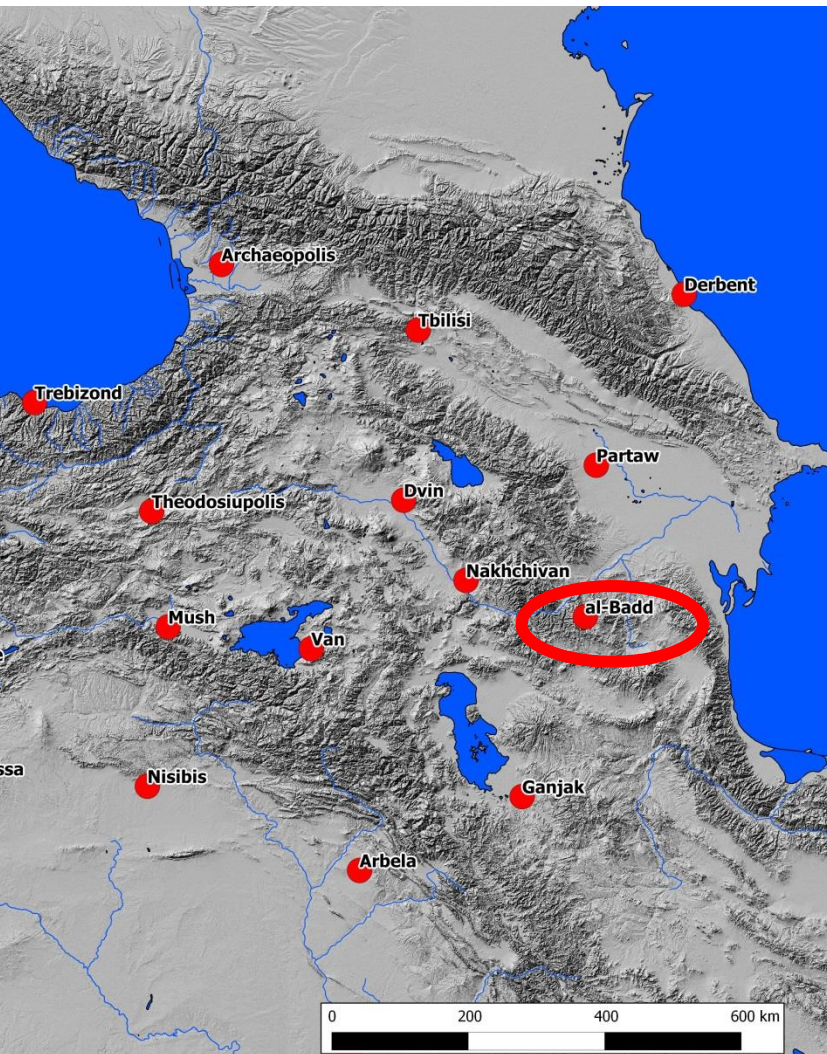 Archaeopolis
Derbent
Tbilisi
Trebizond
Partaw
Theodosiupolis
Dvin
Nakhchivan
al-Badd
Mush
Van
e
ssa
Nisibis
Ganjak
Arbela
0 200 400 600 km